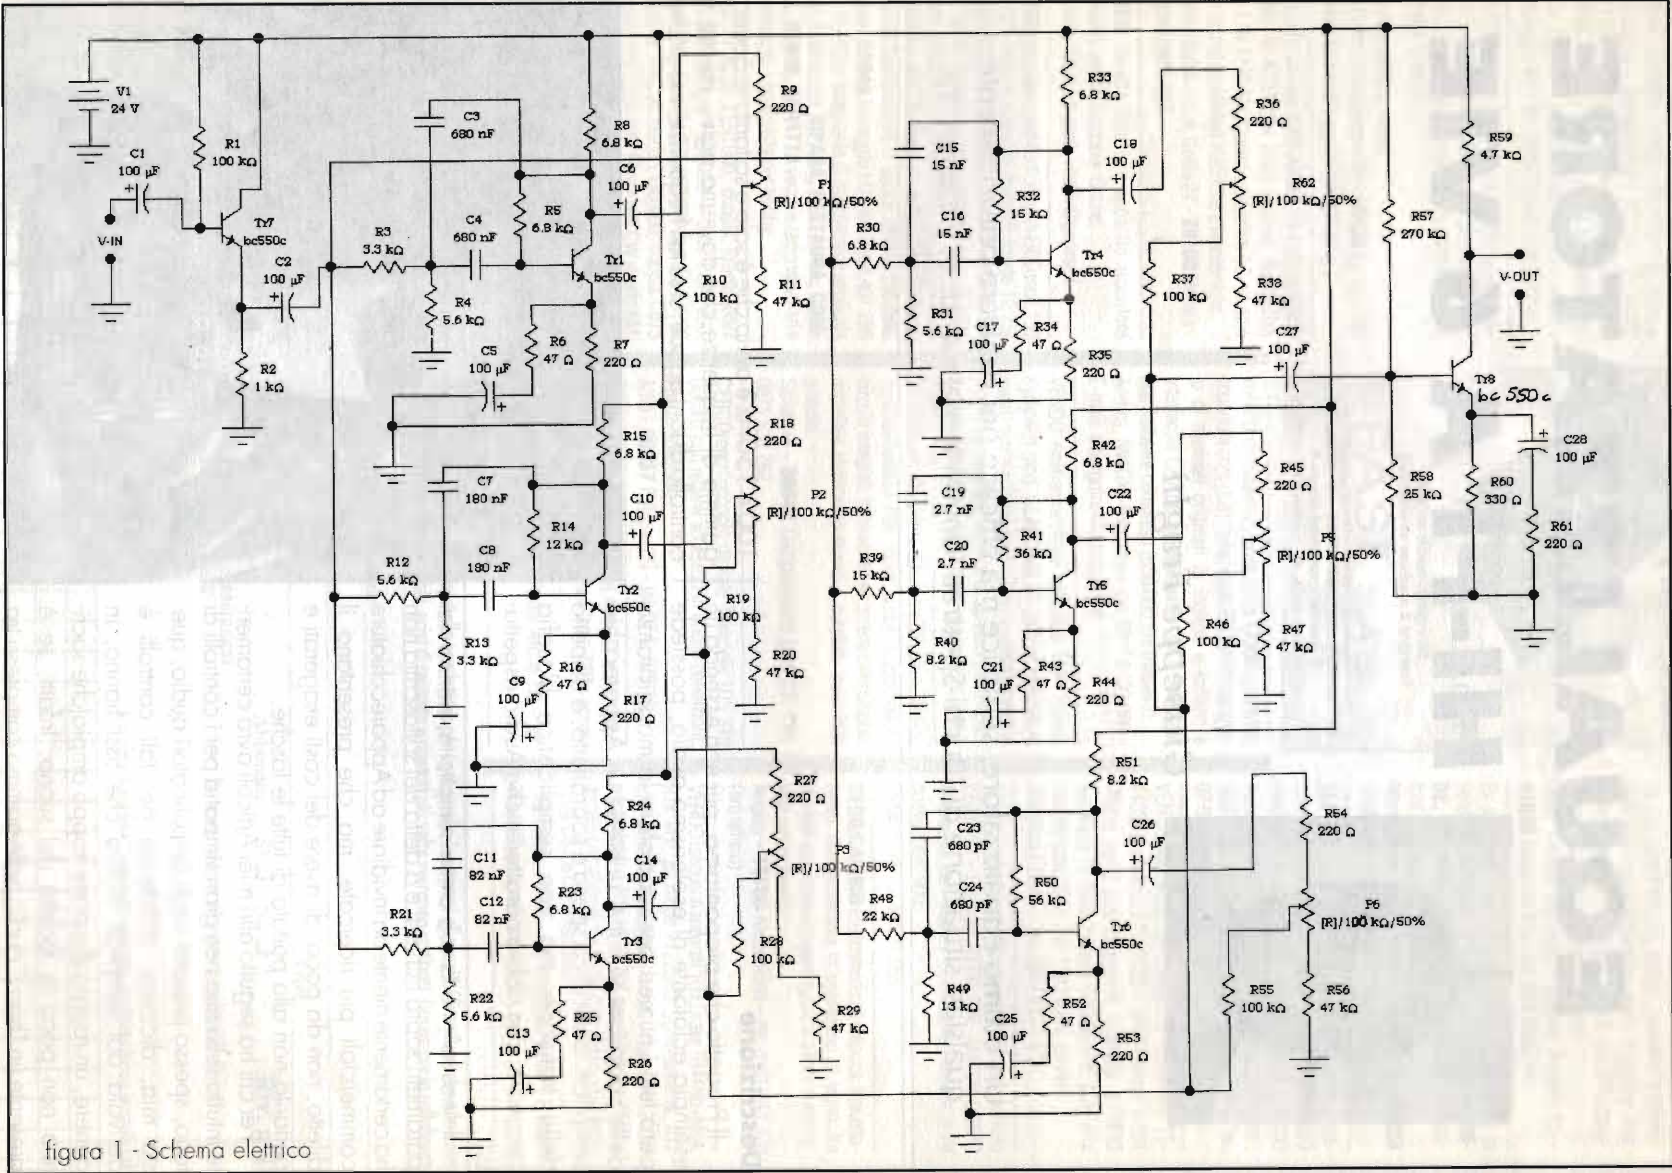 V1
24 V
C1
100 µF
V-IN
R1
100 kΩ
Tr7
bc550c
C2
100 µF
R2
1 kΩ
C3
680 nF
R3
3.3 kΩ
C4
680 nF
R5
6.8 kΩ
R4
5.6 kΩ
R8
6.8 kΩ
Tr1
bc550c
C5
100 µF
R6
47 Ω
R7
220 Ω
C6
100 µF
R9
220 Ω
P1
[R]/100 kΩ/50%
R10
100 kΩ
R11
47 kΩ
C7
180 nF
R12
5.6 kΩ
C8
180 nF
R14
12 kΩ
R13
3.3 kΩ
R15
6.8 kΩ
Tr2
bc550c
C9
100 µF
R16
47 Ω
R17
220 Ω
C10
100 µF
R18
220 Ω
P2
[R]/100 kΩ/50%
R19
100 kΩ
R20
47 kΩ
C11
82 nF
R21
3.3 kΩ
C12
82 nF
R23
6.8 kΩ
R22
5.6 kΩ
R24
6.8 kΩ
Tr3
bc550c
C13
100 µF
R25
47 Ω
R26
220 Ω
C14
100 µF
R27
220 Ω
P3
[R]/100 kΩ/50%
R28
100 kΩ
R29
47 kΩ
C15
15 nF
R30
6.8 kΩ
C16
15 nF
R32
15 kΩ
R31
5.6 kΩ
R33
6.8 kΩ
Tr4
bc550c
C17
100 µF
R34
47 Ω
R35
220 Ω
C18
100 µF
R36
220 Ω
R62
[R]/100 kΩ/50%
R37
100 kΩ
R38
47 kΩ
C27
100 µF
C19
2.7 nF
R39
15 kΩ
C20
2.7 nF
R41
36 kΩ
R40
8.2 kΩ
R42
6.8 kΩ
Tr5
bc550c
C21
100 µF
R43
47 Ω
R44
220 Ω
C22
100 µF
R45
220 Ω
P5
[R]/100 kΩ/50%
R46
100 kΩ
R47
47 kΩ
C23
680 pF
R48
22 kΩ
C24
680 pF
R50
56 kΩ
R49
13 kΩ
R51
8.2 kΩ
Tr6
bc550c
C25
100 µF
R52
47 Ω
R53
220 Ω
C26
100 µF
R54
220 Ω
P6
[R]/100 kΩ/50%
R55
100 kΩ
R56
47 kΩ
R57
270 kΩ
R58
25 kΩ
R59
4.7 kΩ
V-OUT
Tr8
bc550c
R60
330 Ω
C28
100 µF
R61
220 Ω
figura 1 - Schema elettrico